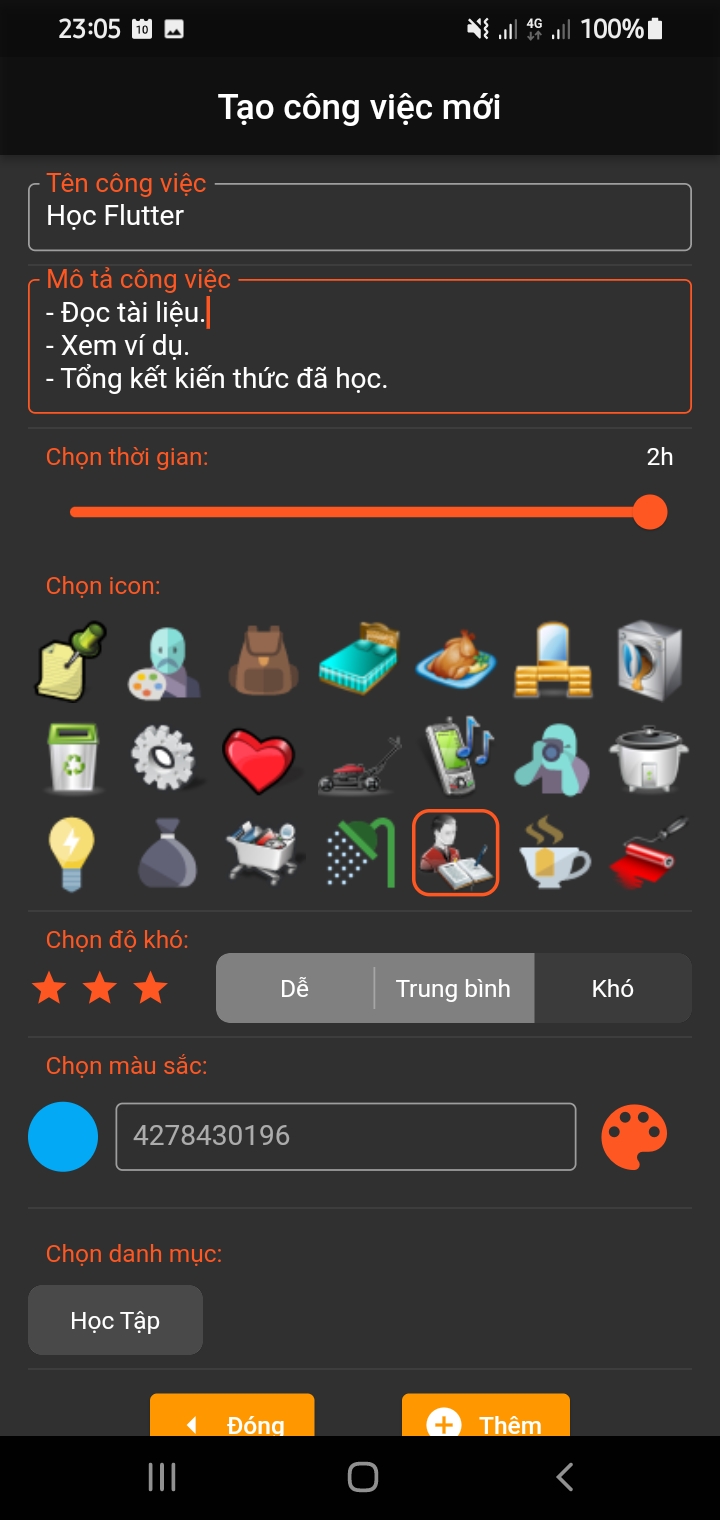 23:05 10 4G 100%
Tạo công việc mới
Tên công việc
Học Flutter
Mô tả công việc
- Đọc tài liệu.
- Xem ví dụ.
- Tổng kết kiến thức đã học.
Chọn thời gian: 2h
Chọn icon:
Chọn độ khó:
Dễ Trung bình Khó
Chọn màu sắc:
4278430196
Chọn danh mục:
Học Tập
Đóng Thêm